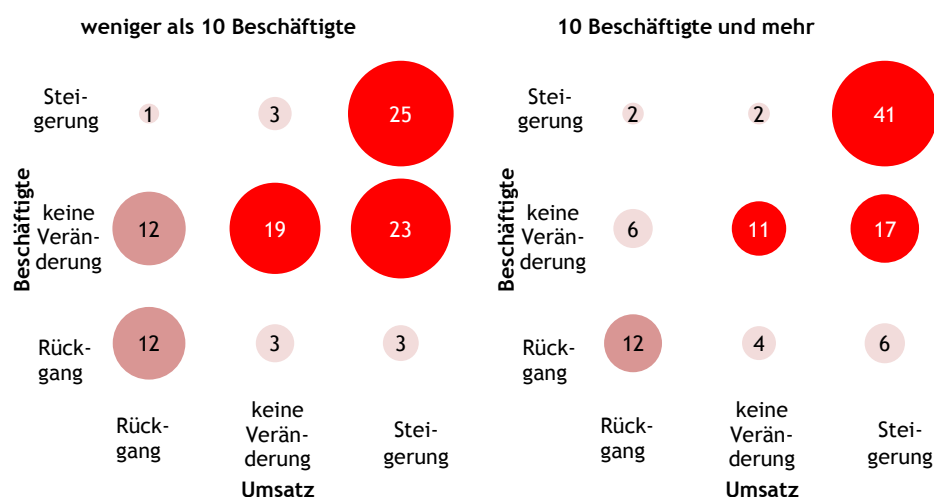 weniger als 10 Beschäftigte
10 Beschäftigte und mehr
Beschäftigte
Stei-
gerung
1
3
25
keine
Verän-
derung
12
19
23
Rück-
gang
12
3
3
Rück-
gang
keine
Verän-
derung
Stei-
gerung
Umsatz
Beschäftigte
Stei-
gerung
2
2
41
keine
Verän-
derung
6
11
17
Rück-
gang
12
4
6
Rück-
gang
keine
Verän-
derung
Stei-
gerung
Umsatz